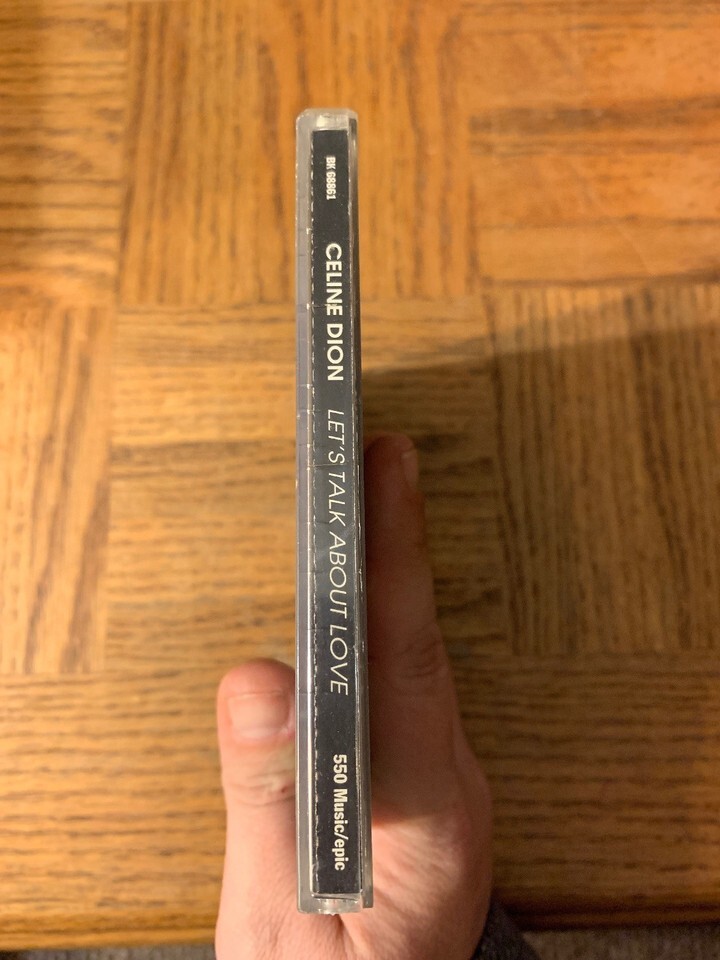 BK 68861
CELINE DION
LET'S TALK ABOUT LOVE
550 Music/epic